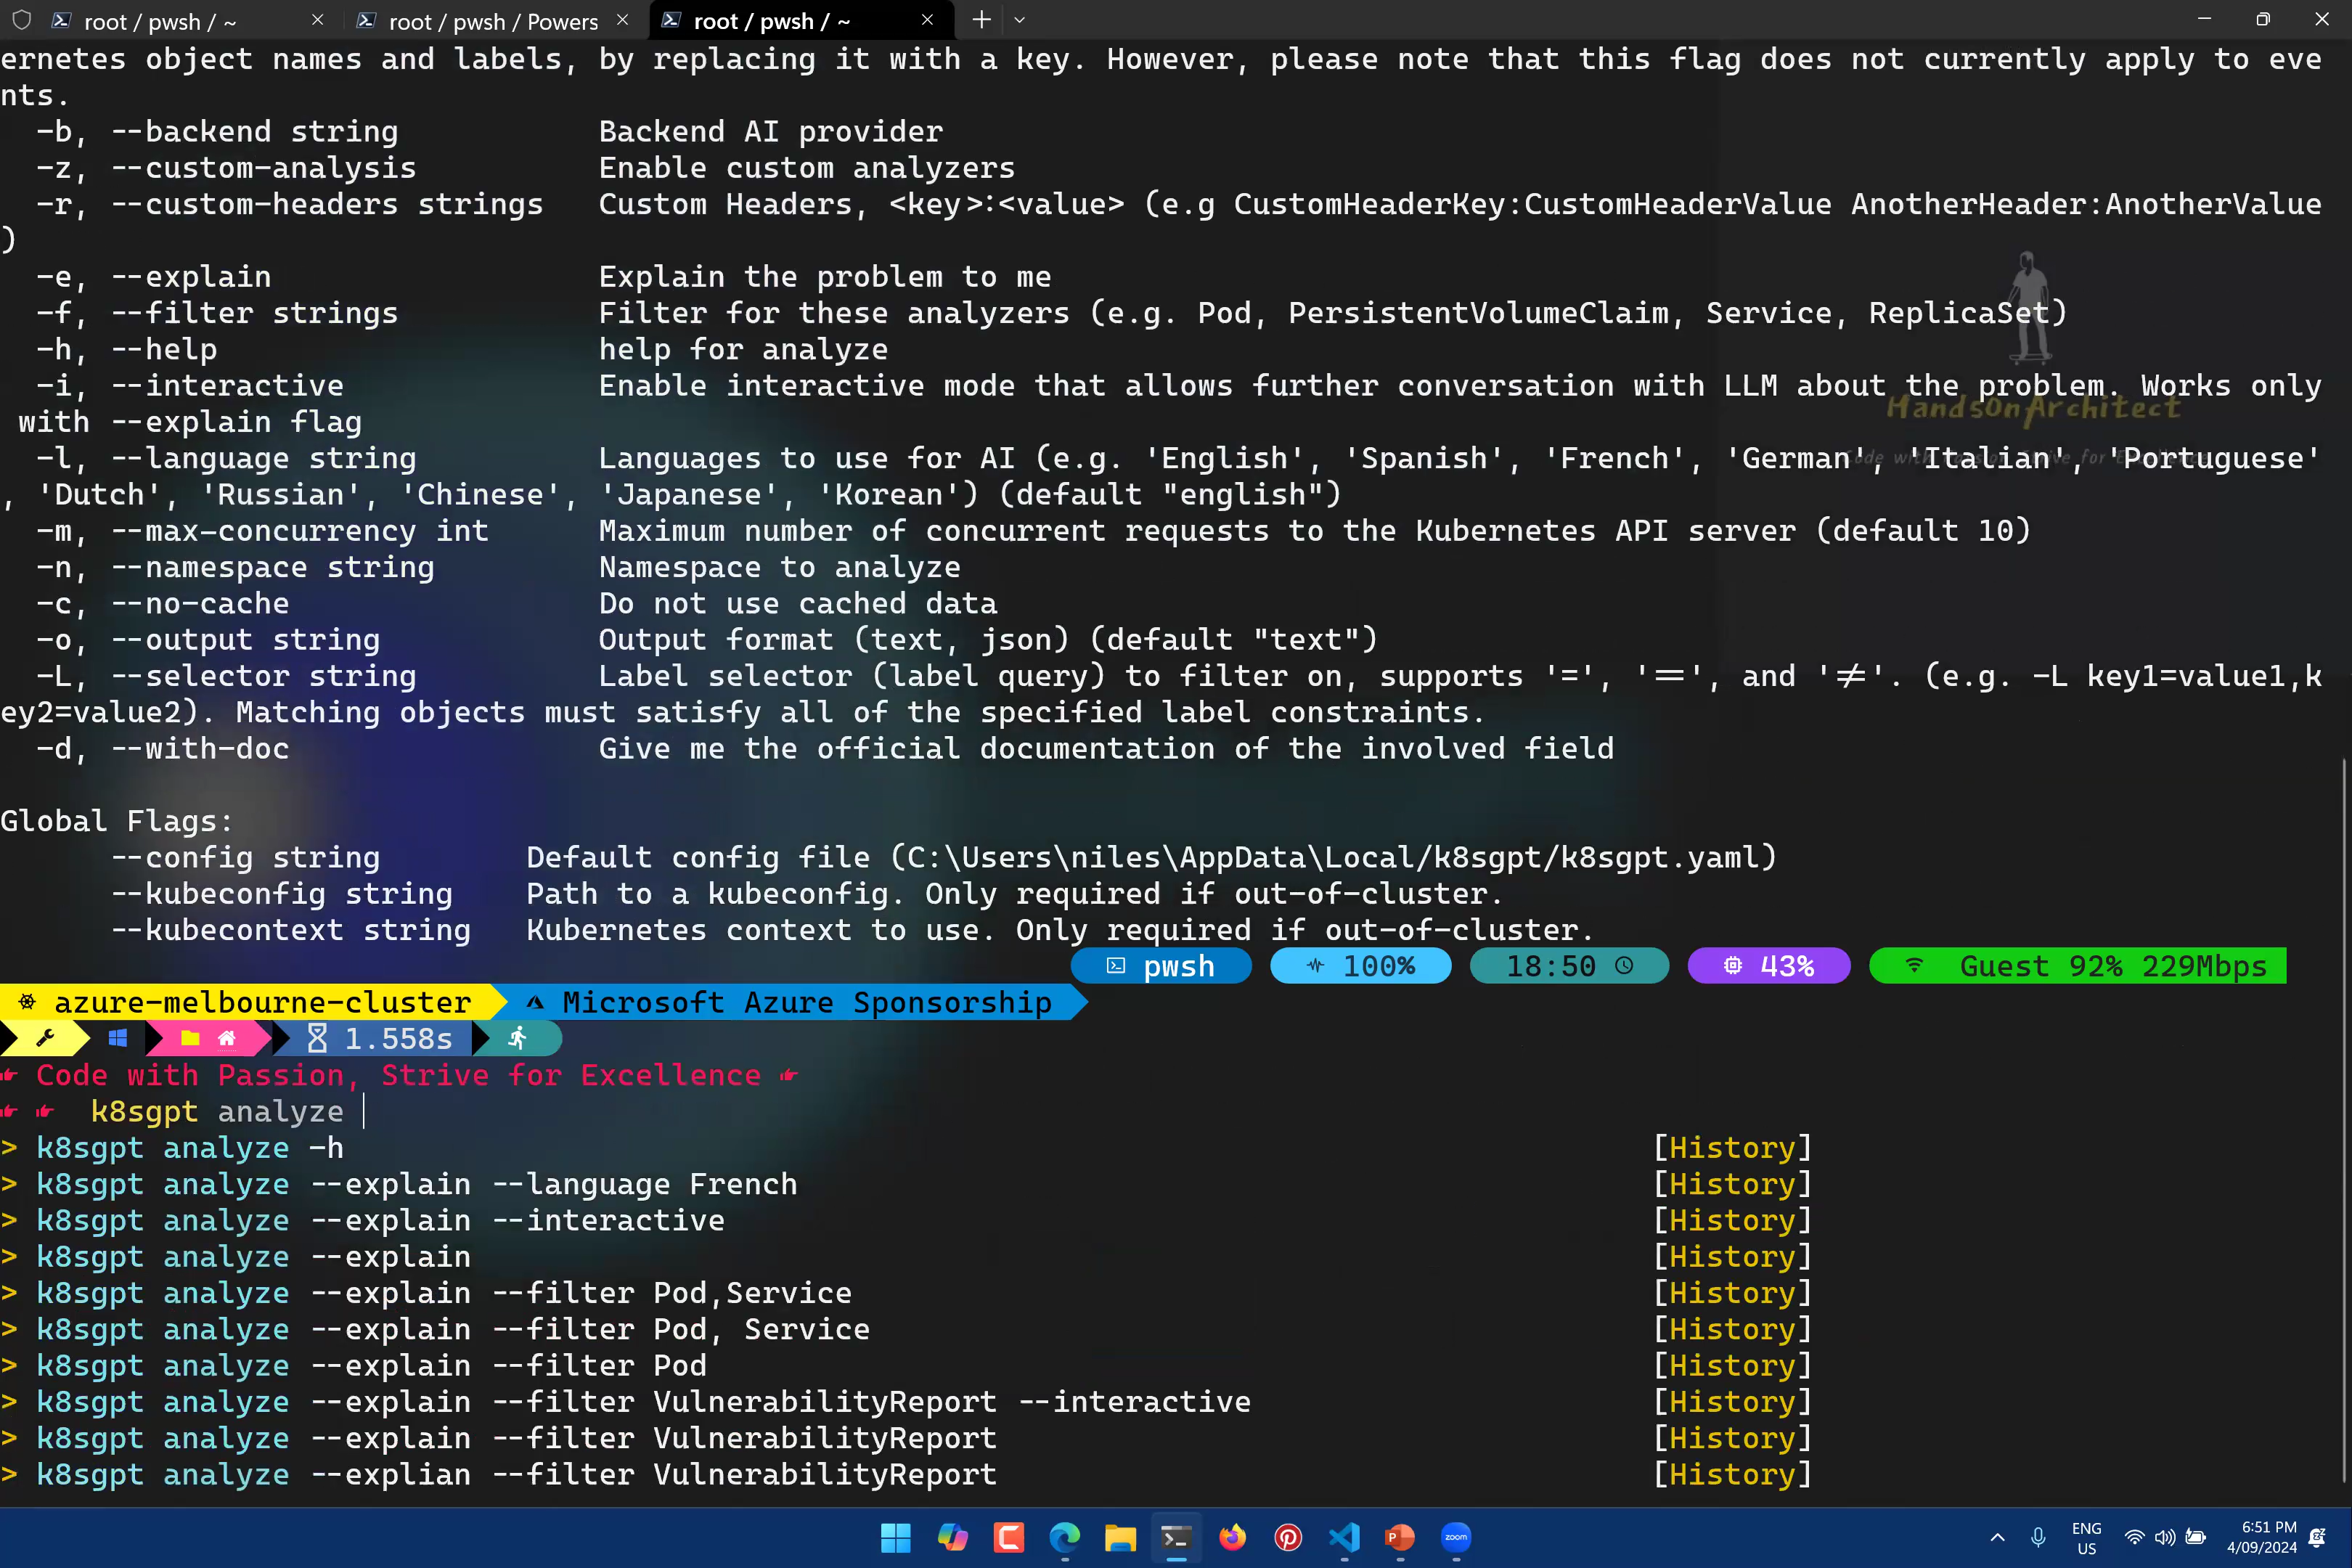 root / pwsh / ~
root / pwsh / Powers
root / pwsh / ~
ernetes object names and labels, by replacing it with a key. However, please note that this flag does not currently apply to eve
nts.
-b, --backend string Backend AI provider
-z, --custom-analysis Enable custom analyzers
-r, --custom-headers strings Custom Headers, <key>:<value> (e.g CustomHeaderKey:CustomHeaderValue AnotherHeader:AnotherValue
)
-e, --explain Explain the problem to me
-f, --filter strings Filter for these analyzers (e.g. Pod, PersistentVolumeClaim, Service, ReplicaSet)
-h, --help help for analyze
-i, --interactive Enable interactive mode that allows further conversation with LLM about the problem. Works only
with --explain flag
HandsOnArchitect
-l, --language string Languages to use for AI (e.g. 'English', 'Spanish', 'French', 'German', 'Italian', 'Portuguese'
, 'Dutch', 'Russian', 'Chinese', 'Japanese', 'Korean') (default "english")
-m, --max-concurrency int Maximum number of concurrent requests to the Kubernetes API server (default 10)
-n, --namespace string Namespace to analyze
-c, --no-cache Do not use cached data
-o, --output string Output format (text, json) (default "text")
-L, --selector string Label selector (label query) to filter on, supports '=', '==', and '!='. (e.g. -L key1=value1,k
ey2=value2). Matching objects must satisfy all of the specified label constraints.
-d, --with-doc Give me the official documentation of the involved field
Global Flags:
--config string Default config file (C:\Users\niles\AppData\Local/k8sgpt/k8sgpt.yaml)
--kubeconfig string Path to a kubeconfig. Only required if out-of-cluster.
--kubecontext string Kubernetes context to use. Only required if out-of-cluster.
pwsh 100% 18:50 43% Guest 92% 229Mbps
azure-melbourne-cluster Microsoft Azure Sponsorship
1.558s
Code with Passion, Strive for Excellence
k8sgpt analyze
> k8sgpt analyze -h [History]
> k8sgpt analyze --explain --language French [History]
> k8sgpt analyze --explain --interactive [History]
> k8sgpt analyze --explain [History]
> k8sgpt analyze --explain --filter Pod,Service [History]
> k8sgpt analyze --explain --filter Pod, Service [History]
> k8sgpt analyze --explain --filter Pod [History]
> k8sgpt analyze --explain --filter VulnerabilityReport --interactive [History]
> k8sgpt analyze --explain --filter VulnerabilityReport [History]
> k8sgpt analyze --explian --filter VulnerabilityReport [History]
zoom
ENG
US
6:51 PM
4/09/2024